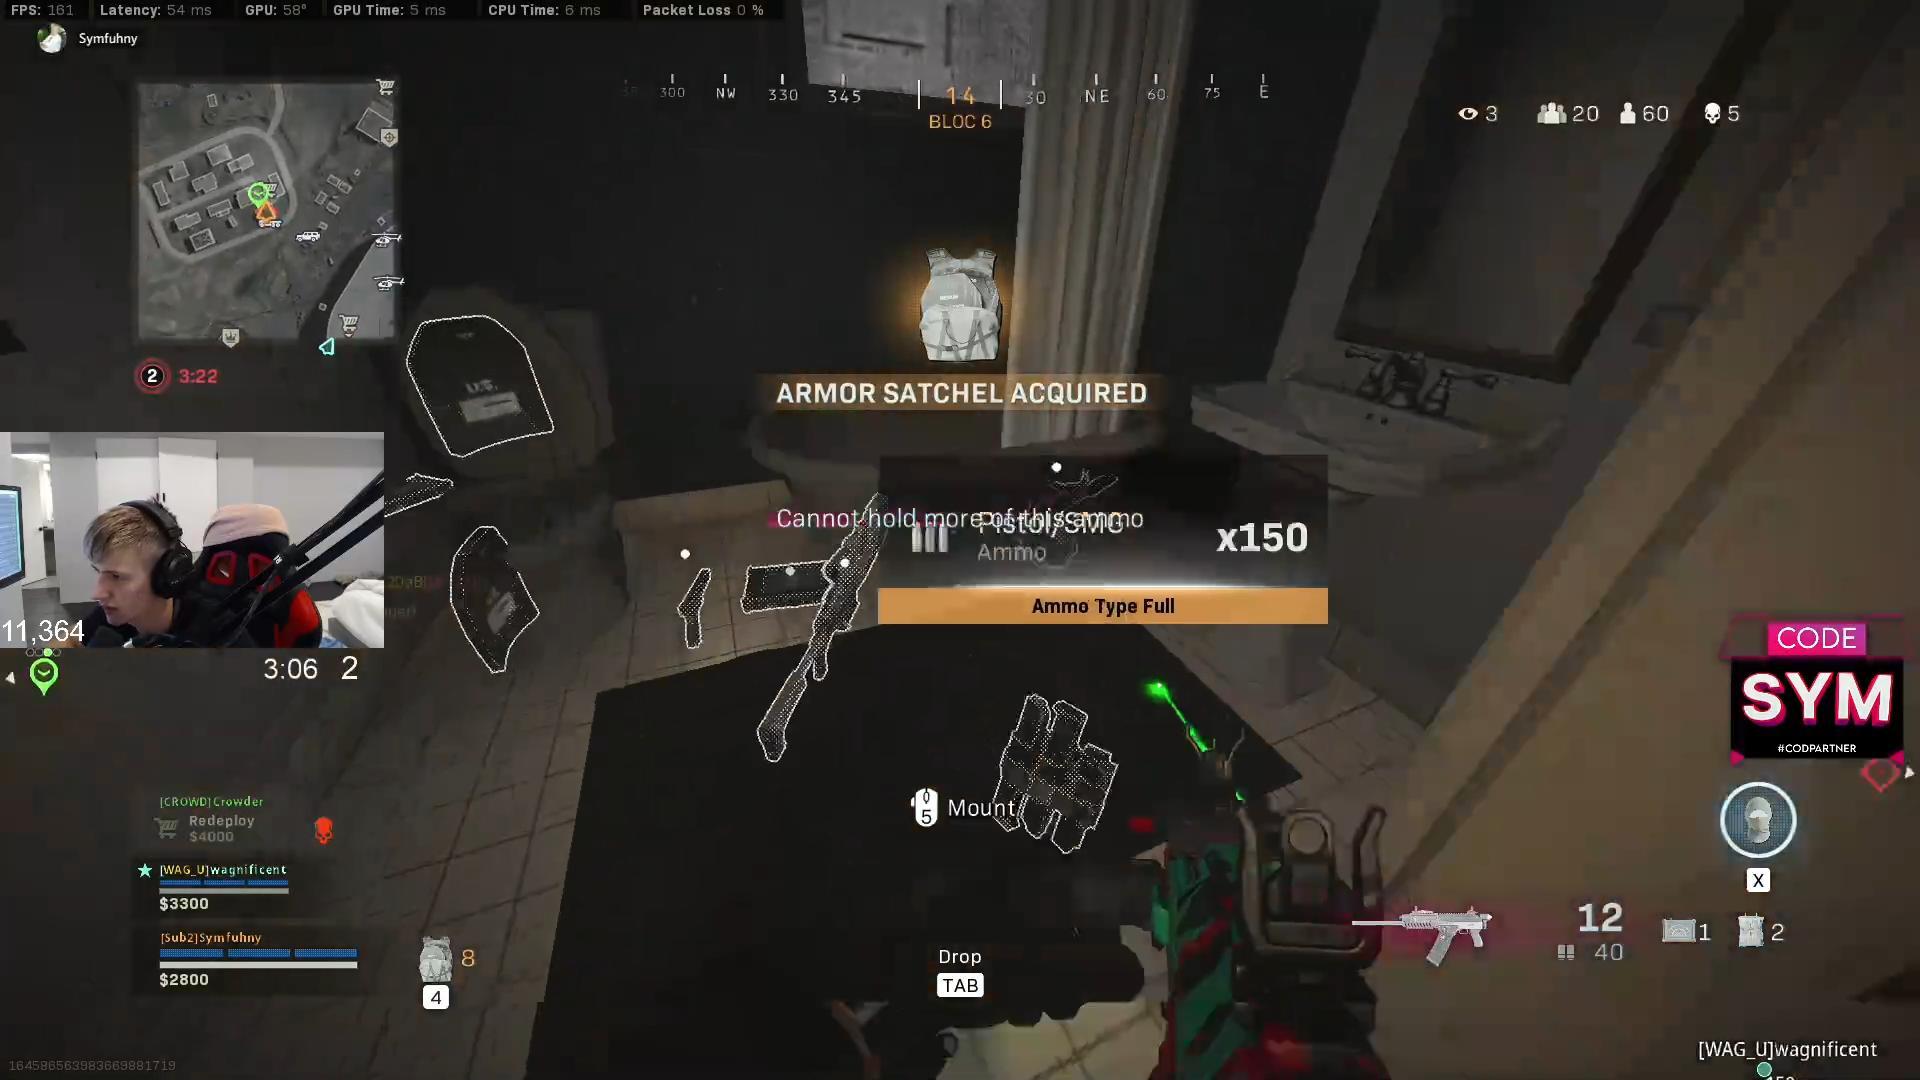 FPS: 161 Latency: 54 ms GPU: 58° GPU Time: 5 ms CPU Time: 6 ms Packet Loss 0 %
Symfuhny
300 NW 330 345 14 30 NE 60 75 E
BLOC 6
3 20 60 5
2 3:22
U.S.
ARMOR SATCHEL ACQUIRED
Cannot hold more of this ammo
Pistol/SMG
Ammo
x150
Ammo Type Full
11,364
3:06 2
CODE
SYM
#CODPARTNER
5 Mount
X
[CROWD]Crowder
Redeploy
$4000
[WAG_U]wagnificent
$3300
[Sub2]Symfuhny
$2800
8
4
Drop
TAB
12
40
1 2
[WAG_U]wagnificent
164586563983669881719